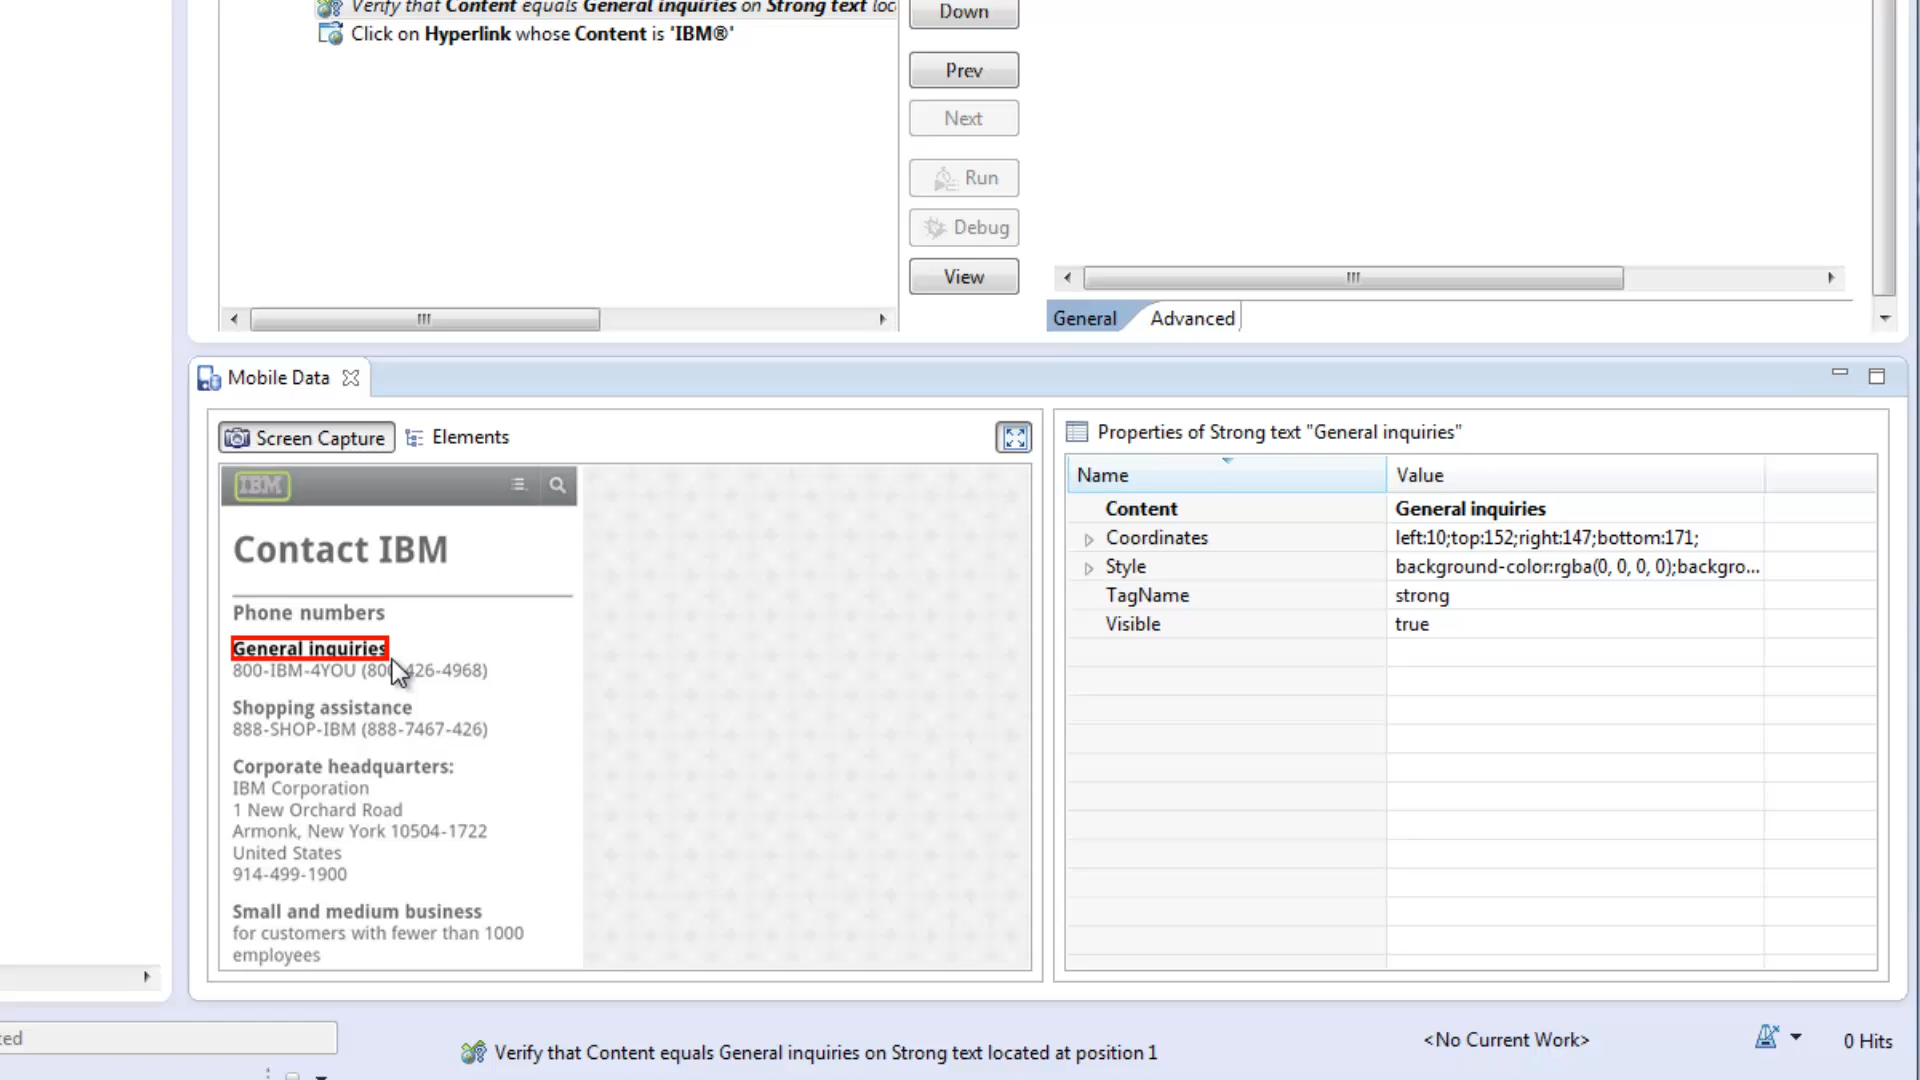 Verify that Content equals General inquiries on Strong text loc
Click on Hyperlink whose Content is 'IBM®'
Down
Prev
Next
Run
Debug
View
General
Advanced
Mobile Data
Screen Capture
Elements
IBM
Contact IBM
Phone numbers
General inquiries
800-IBM-4YOU (800-426-4968)
Shopping assistance
888-SHOP-IBM (888-7467-426)
Corporate headquarters:
IBM Corporation
1 New Orchard Road
Armonk, New York 10504-1722
United States
914-499-1900
Small and medium business
for customers with fewer than 1000
employees
Properties of Strong text "General inquiries"
Name Value
Content General inquiries
Coordinates left:10;top:152;right:147;bottom:171;
Style background-color:rgba(0, 0, 0, 0);backgro...
TagName strong
Visible true
ted
Verify that Content equals General inquiries on Strong text located at position 1
<No Current Work>
0 Hits